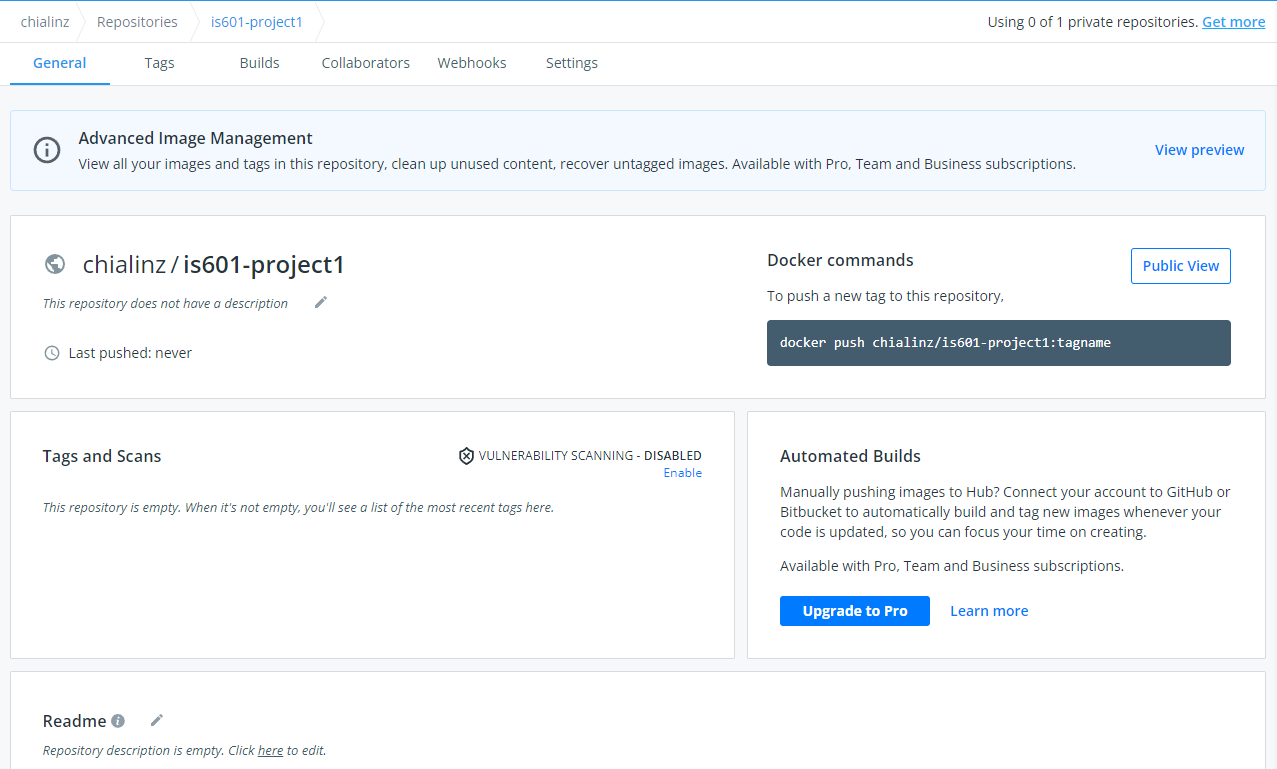 chialinz Repositories is601-project1 Using 0 of 1 private repositories. Get more
General Tags Builds Collaborators Webhooks Settings
Advanced Image Management
View all your images and tags in this repository, clean up unused content, recover untagged images. Available with Pro, Team and Business subscriptions.
View preview
chialinz / is601-project1
This repository does not have a description
Last pushed: never
Docker commands
Public View
To push a new tag to this repository,
docker push chialinz/is601-project1:tagname
Tags and Scans
VULNERABILITY SCANNING - DISABLED
Enable
This repository is empty. When it's not empty, you'll see a list of the most recent tags here.
Automated Builds
Manually pushing images to Hub? Connect your account to GitHub or
Bitbucket to automatically build and tag new images whenever your
code is updated, so you can focus your time on creating.
Available with Pro, Team and Business subscriptions.
Upgrade to Pro Learn more
Readme
Repository description is empty. Click here to edit.